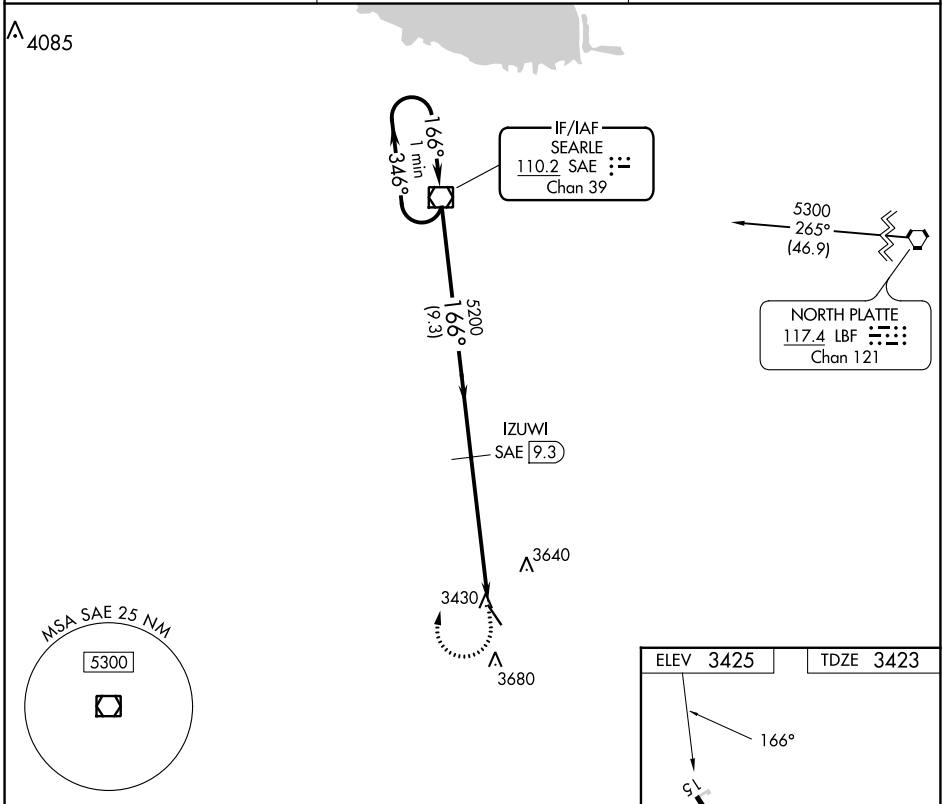 4085
166°
1 min
346°
IF/IAF
SEARLE
110.2 SAE
Chan 39
5300
265°
(46.9)
NORTH PLATTE
117.4 LBF
Chan 121
5200
166°
(9.3)
IZUWI
SAE 9.3
3640
3430
3680
MSA SAE 25 NM
5300
ELEV 3425
TDZE 3423
166°
15